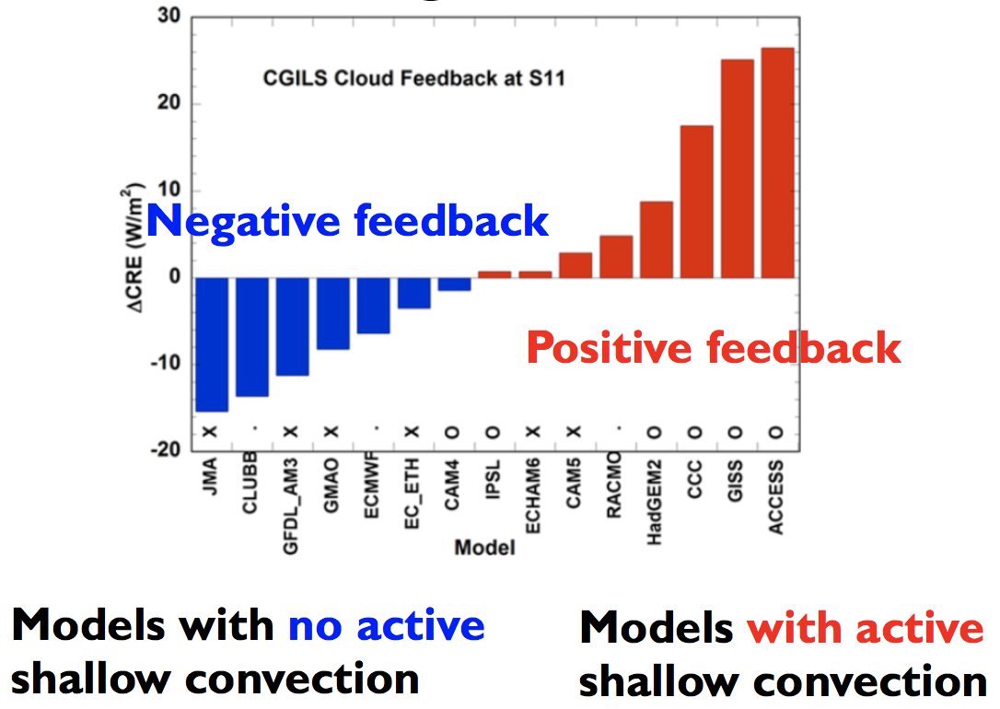 30
CGILS Cloud Feedback at S11
20
10
Negative feedback
ΔCRE (W/m²)
0
Positive feedback
-10
X · X X · X O O X X · O O O O
-20
JMA
CLUBB
GFDL_AM3
GMAO
ECMWF
EC_ETH
CAM4
IPSL
ECHAM6
CAM5
RACMO
HadGEM2
CCC
GISS
ACCESS
Model
Models with no active
shallow convection
Models with active
shallow convection